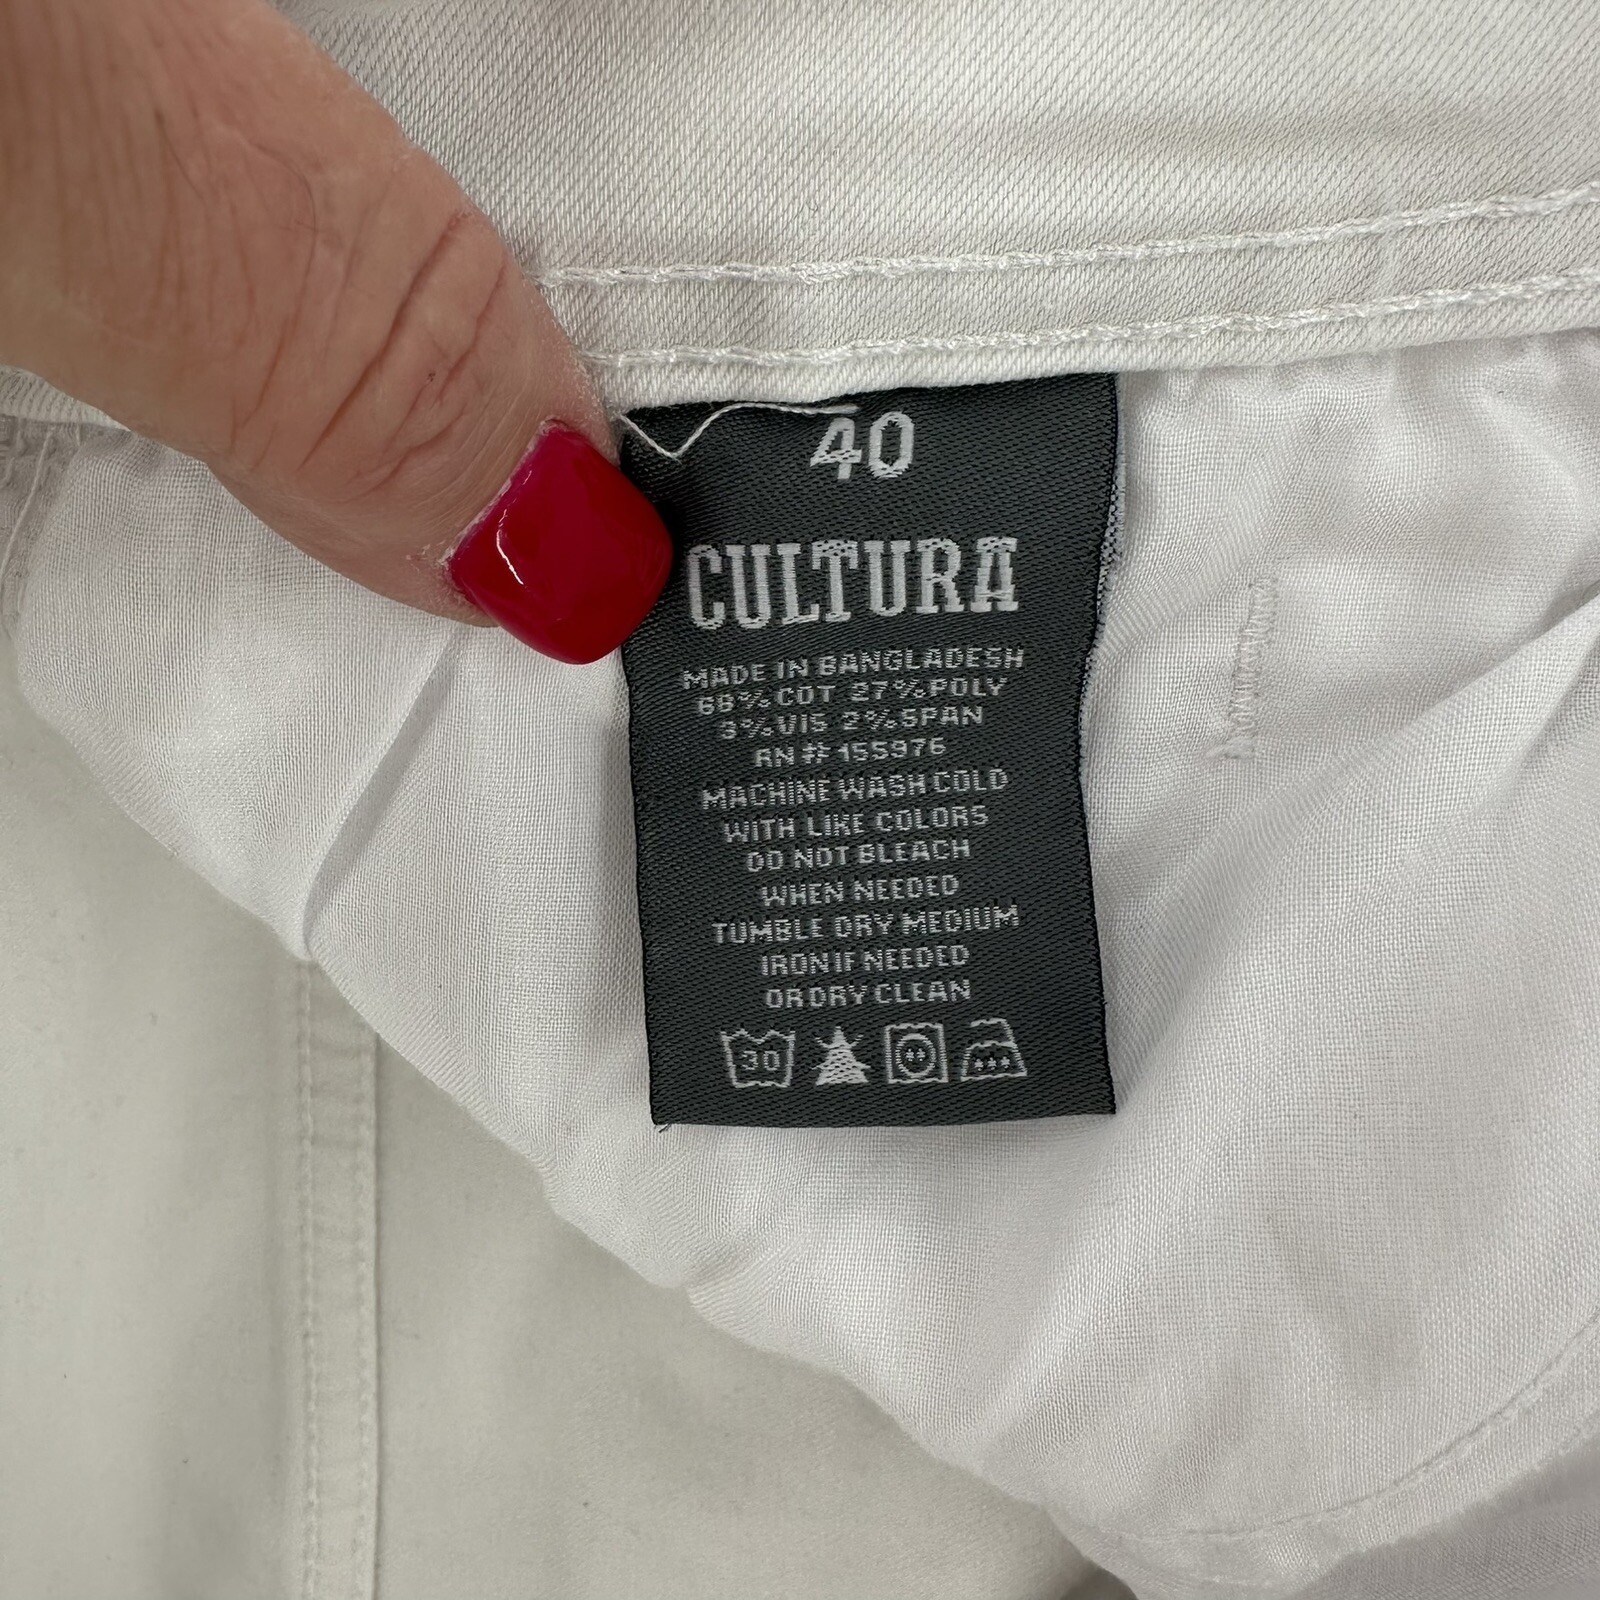 40
CULTURA
MADE IN BANGLADESH
68% COT 27% POLY
3% VIS 2% SPAN
RN # 155976
MACHINE WASH COLD
WITH LIKE COLORS
DO NOT BLEACH
WHEN NEEDED
TUMBLE DRY MEDIUM
IRON IF NEEDED
OR DRY CLEAN
30